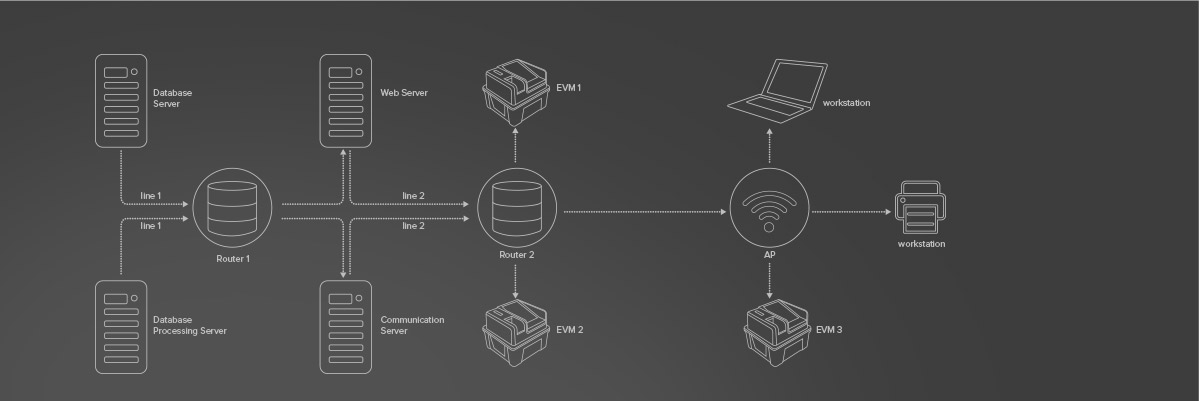 Database
Server
Web Server
EVM 1
workstation
line 1
line 2
line 1
line 2
Router 1
Router 2
AP
workstation
Database
Processing Server
Communication
Server
EVM 2
EVM 3